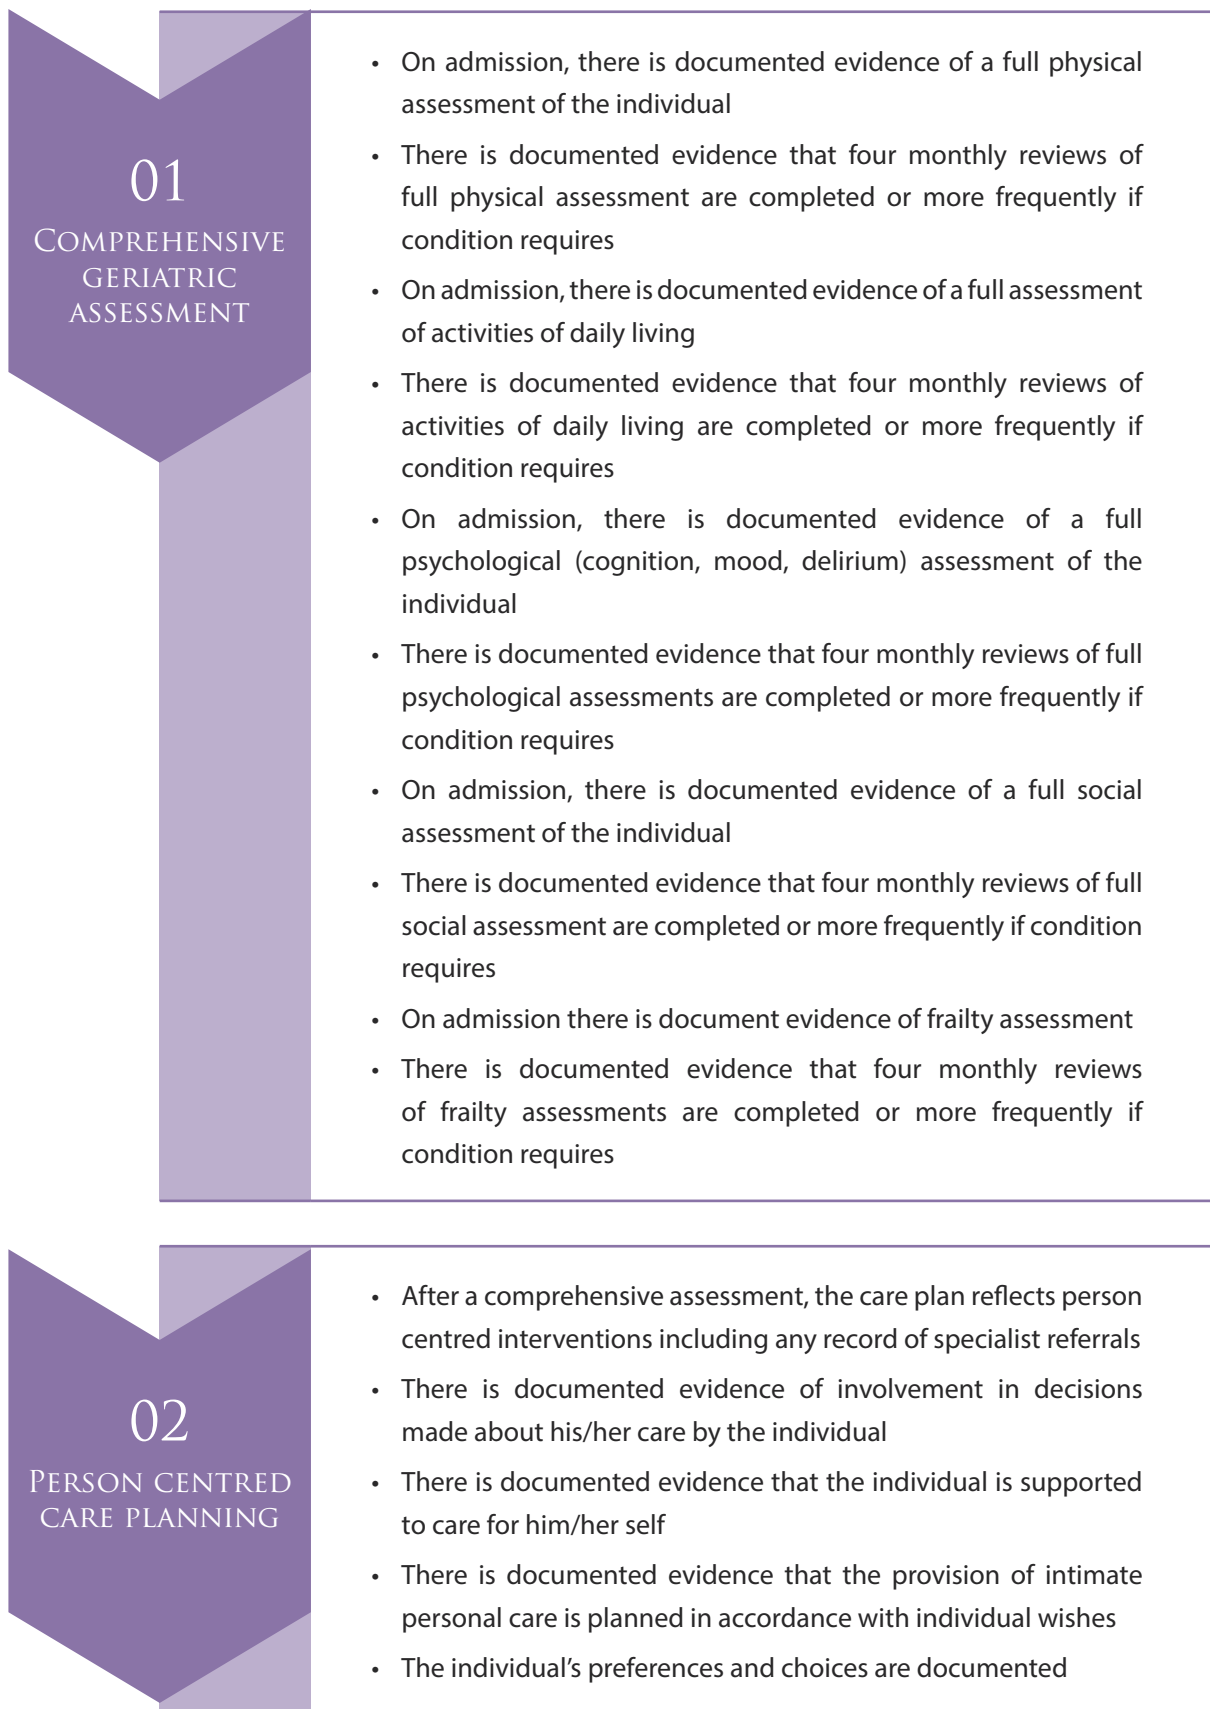 01
Comprehensive
geriatric
assessment
• On admission, there is documented evidence of a full physical
assessment of the individual
• There is documented evidence that four monthly reviews of
full physical assessment are completed or more frequently if
condition requires
• On admission, there is documented evidence of a full assessment
of activities of daily living
• There is documented evidence that four monthly reviews of
activities of daily living are completed or more frequently if
condition requires
• On admission, there is documented evidence of a full
psychological (cognition, mood, delirium) assessment of the
individual
• There is documented evidence that four monthly reviews of full
psychological assessments are completed or more frequently if
condition requires
• On admission, there is documented evidence of a full social
assessment of the individual
• There is documented evidence that four monthly reviews of full
social assessment are completed or more frequently if condition
requires
• On admission there is document evidence of frailty assessment
• There is documented evidence that four monthly reviews
of frailty assessments are completed or more frequently if
condition requires
02
Person centred
care planning
• After a comprehensive assessment, the care plan reflects person
centred interventions including any record of specialist referrals
• There is documented evidence of involvement in decisions
made about his/her care by the individual
• There is documented evidence that the individual is supported
to care for him/her self
• There is documented evidence that the provision of intimate
personal care is planned in accordance with individual wishes
• The individual’s preferences and choices are documented